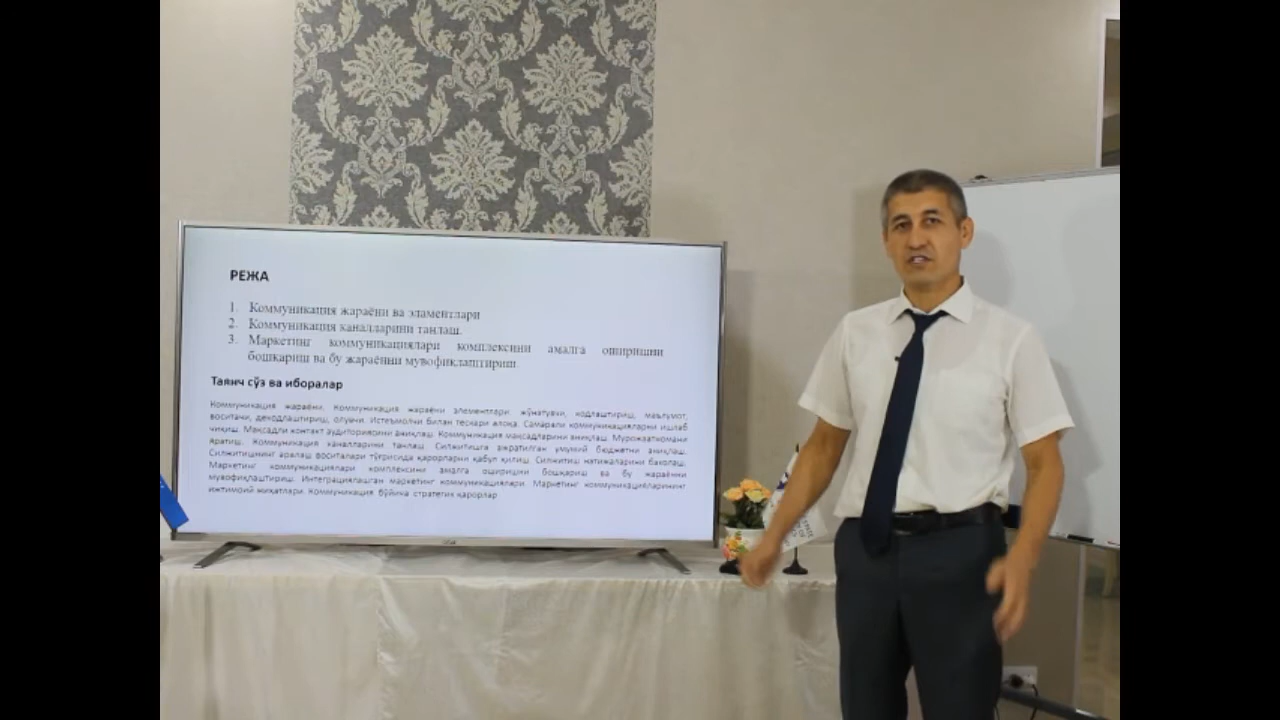 РЕЖА
1. Коммуникация жараёни ва эламентлари
2. Коммуникация каналларини танлаш.
3. Маркетинг коммуникациялари комплексини амалга оширишни
бошқариш ва бу жараённи мувофиқлаштириш.
Таянч сўз ва иборалар
Коммуникация жараёни. Коммуникация жараёни элементлари жўнатувчи, кодлаштириш, маълумот,
воситачи, декодлаштириш, олувчи. Истеъмолчи билан тескари алоқа. Самарали коммуникацияларни ишлаб
чиқиш. Мақсадли контакт аудиториясини аниқлаш. Коммуникация мақсадларини аниқлаш. Мурожаатномани
яратиш. Коммуникация каналларини танлаш. Силжитишга ажратилган умумий бюджетни аниқлаш.
Силжитишнинг аралаш воситалари тўғрисида қарорларни қабул қилиш. Силжитиш натижаларини баҳолаш.
Маркетинг коммуникациялари комплексини амалга оширишни бошқариш ва бу жараённи
мувофиқлаштириш. Интеграциялашган маркетинг коммуникациялари. Маркетинг коммуникацияларининг
ижтимоий жиҳатлари. Коммуникация бўйича стратегик қарорлар